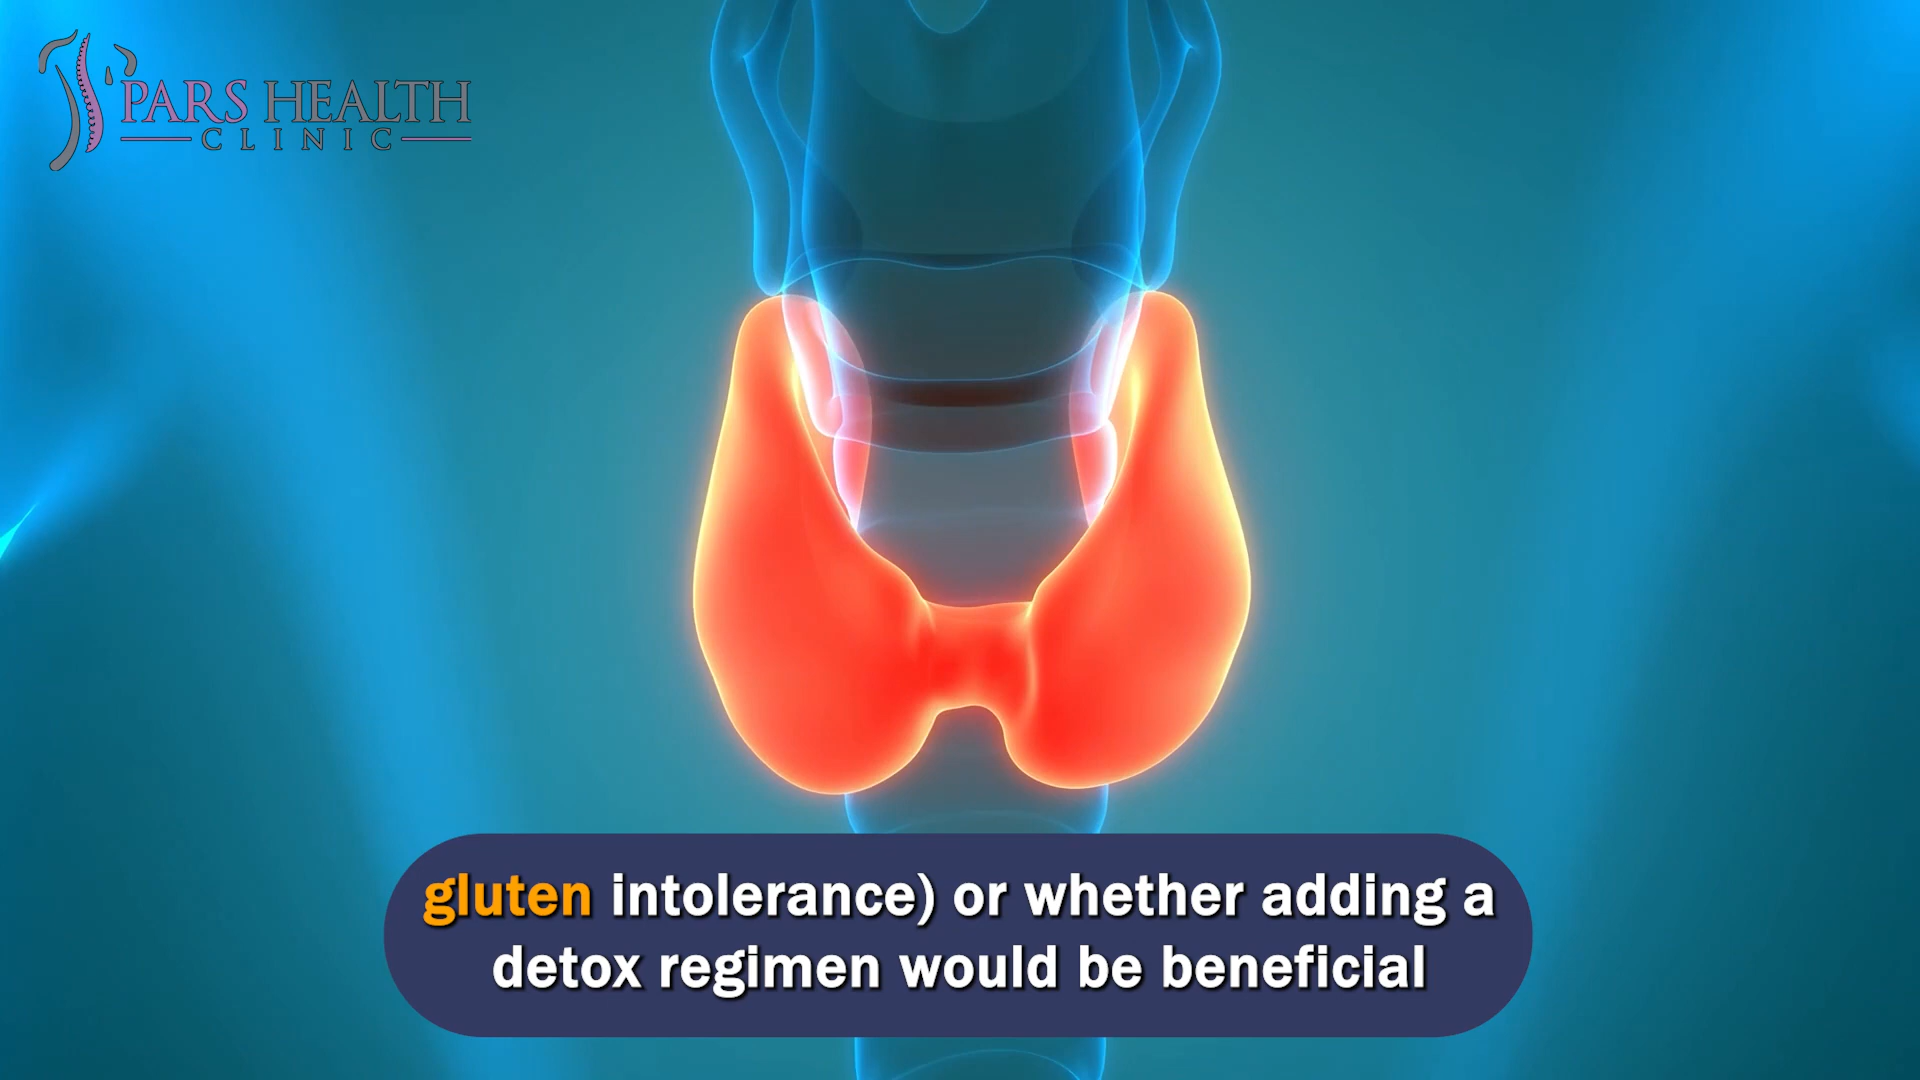 PARS HEALTH
CLINIC
gluten intolerance) or whether adding a
detox regimen would be beneficial